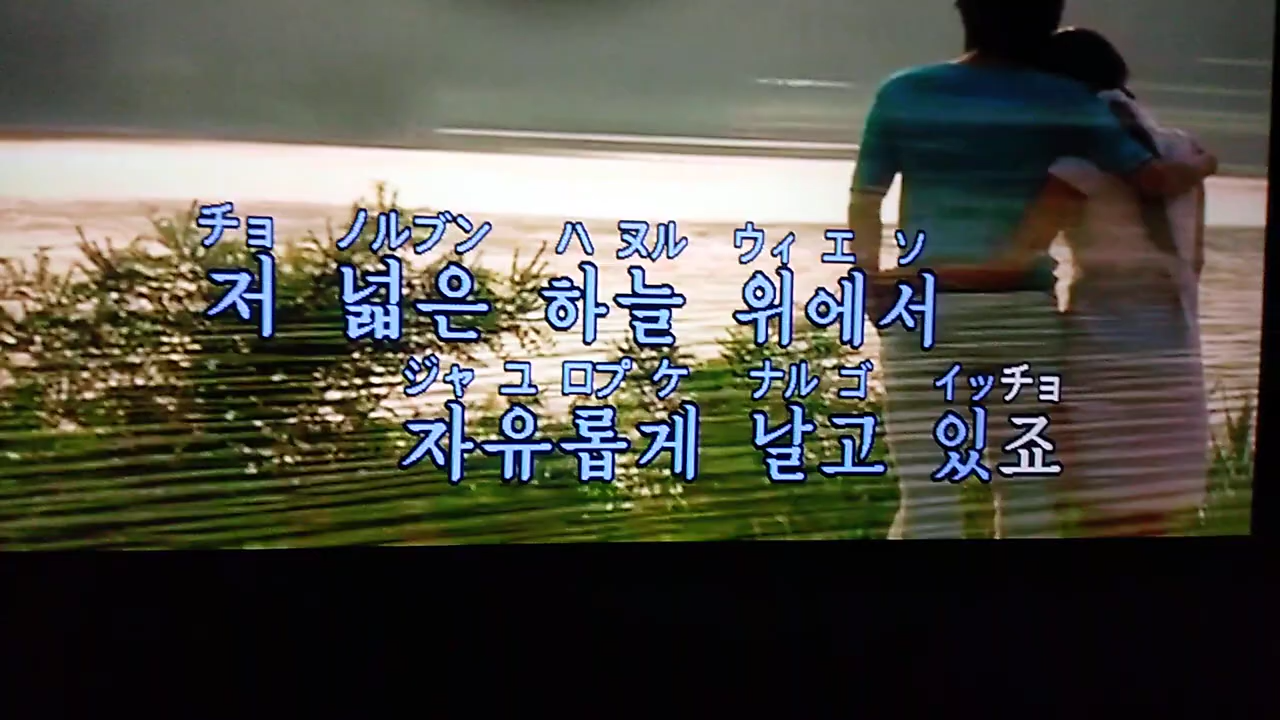 チョ ノルブン ハヌル ウィエソ
저 넓은 하늘 위에서
ジャユロプケ ナルゴ イッチョ
자유롭게 날고 있죠